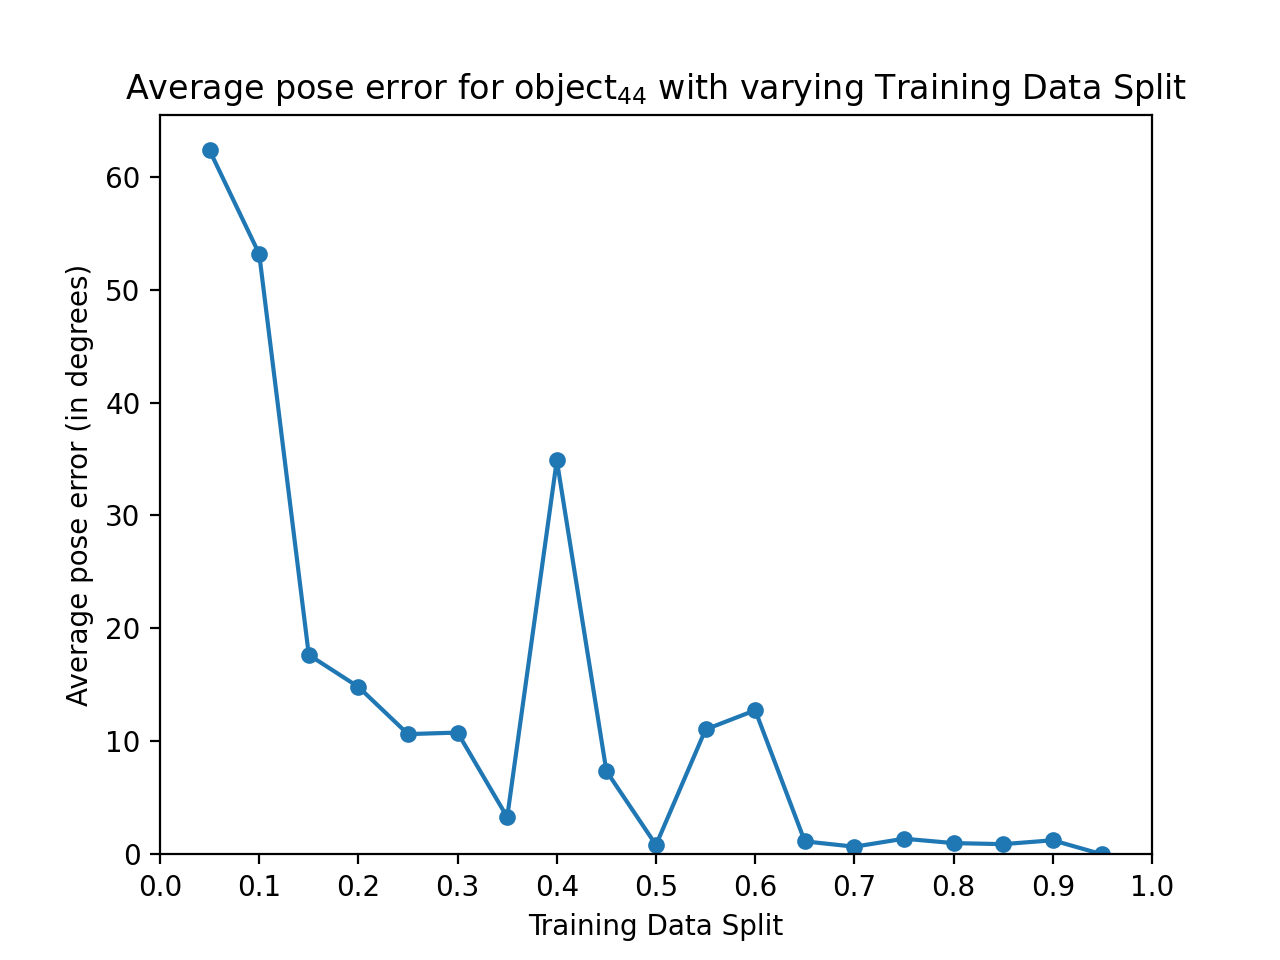 Average pose error for object₄₄ with varying Training Data Split
Average pose error (in degrees)
60
50
40
30
20
10
0
0.0 0.1 0.2 0.3 0.4 0.5 0.6 0.7 0.8 0.9 1.0
Training Data Split